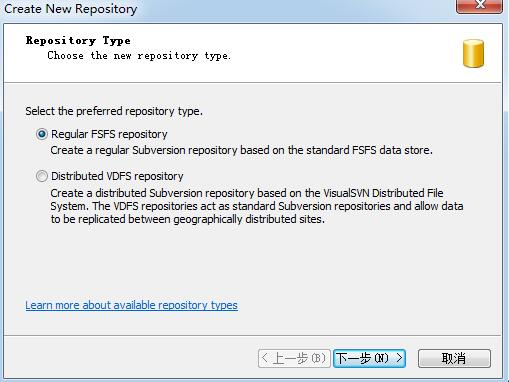 Create New Repository
Repository Type
Choose the new repository type.
Select the preferred repository type.
Regular FSFS repository
Create a regular Subversion repository based on the standard FSFS data store.
Distributed VDFS repository
Create a distributed Subversion repository based on the VisualSVN Distributed File
System. The VDFS repositories act as standard Subversion repositories and allow data
to be replicated between geographically distributed sites.
Learn more about available repository types
< 上一步(B) 下一步(N) > 取消